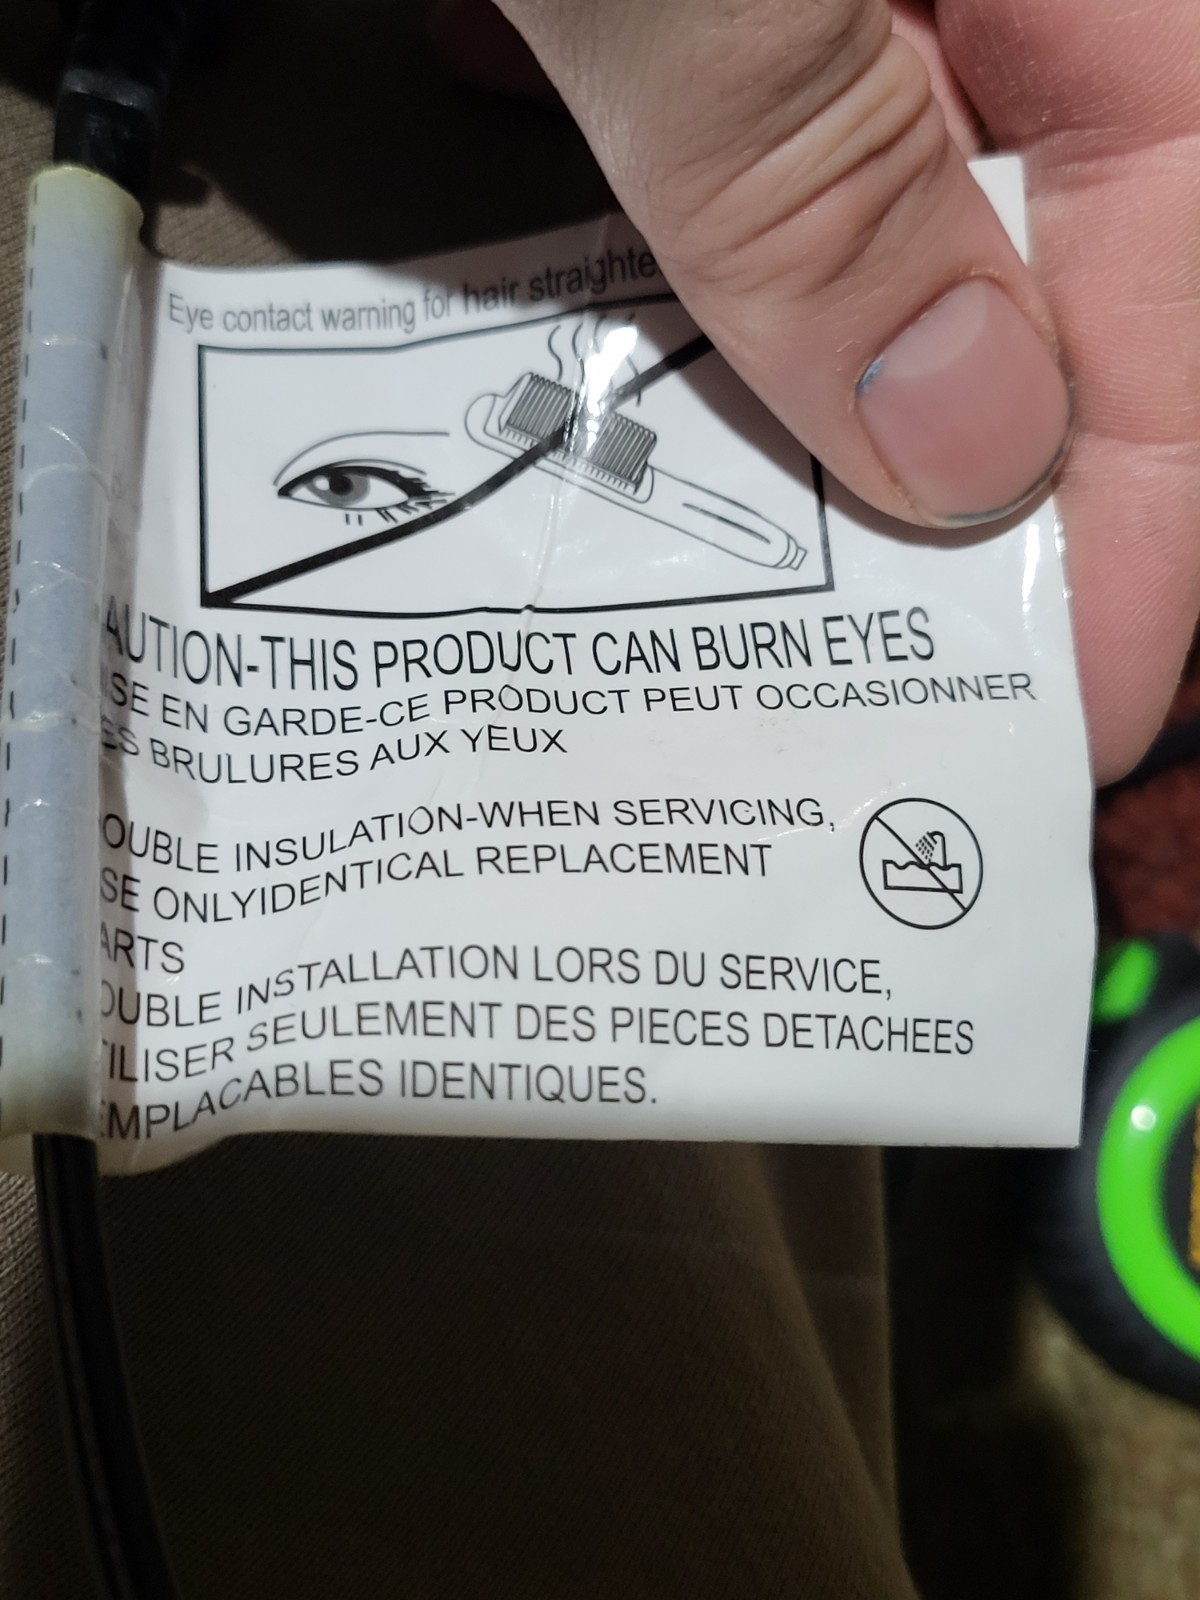 Eye contact warning for hair straighte
AUTION-THIS PRODUCT CAN BURN EYES
SE EN GARDE-CE PRODUCT PEUT OCCASIONNER
ES BRULURES AUX YEUX
OUBLE INSULATION-WHEN SERVICING,
SE ONLYIDENTICAL REPLACEMENT
ARTS
OUBLE INSTALLATION LORS DU SERVICE,
TILISER SEULEMENT DES PIECES DETACHEES
EMPLACABLES IDENTIQUES.